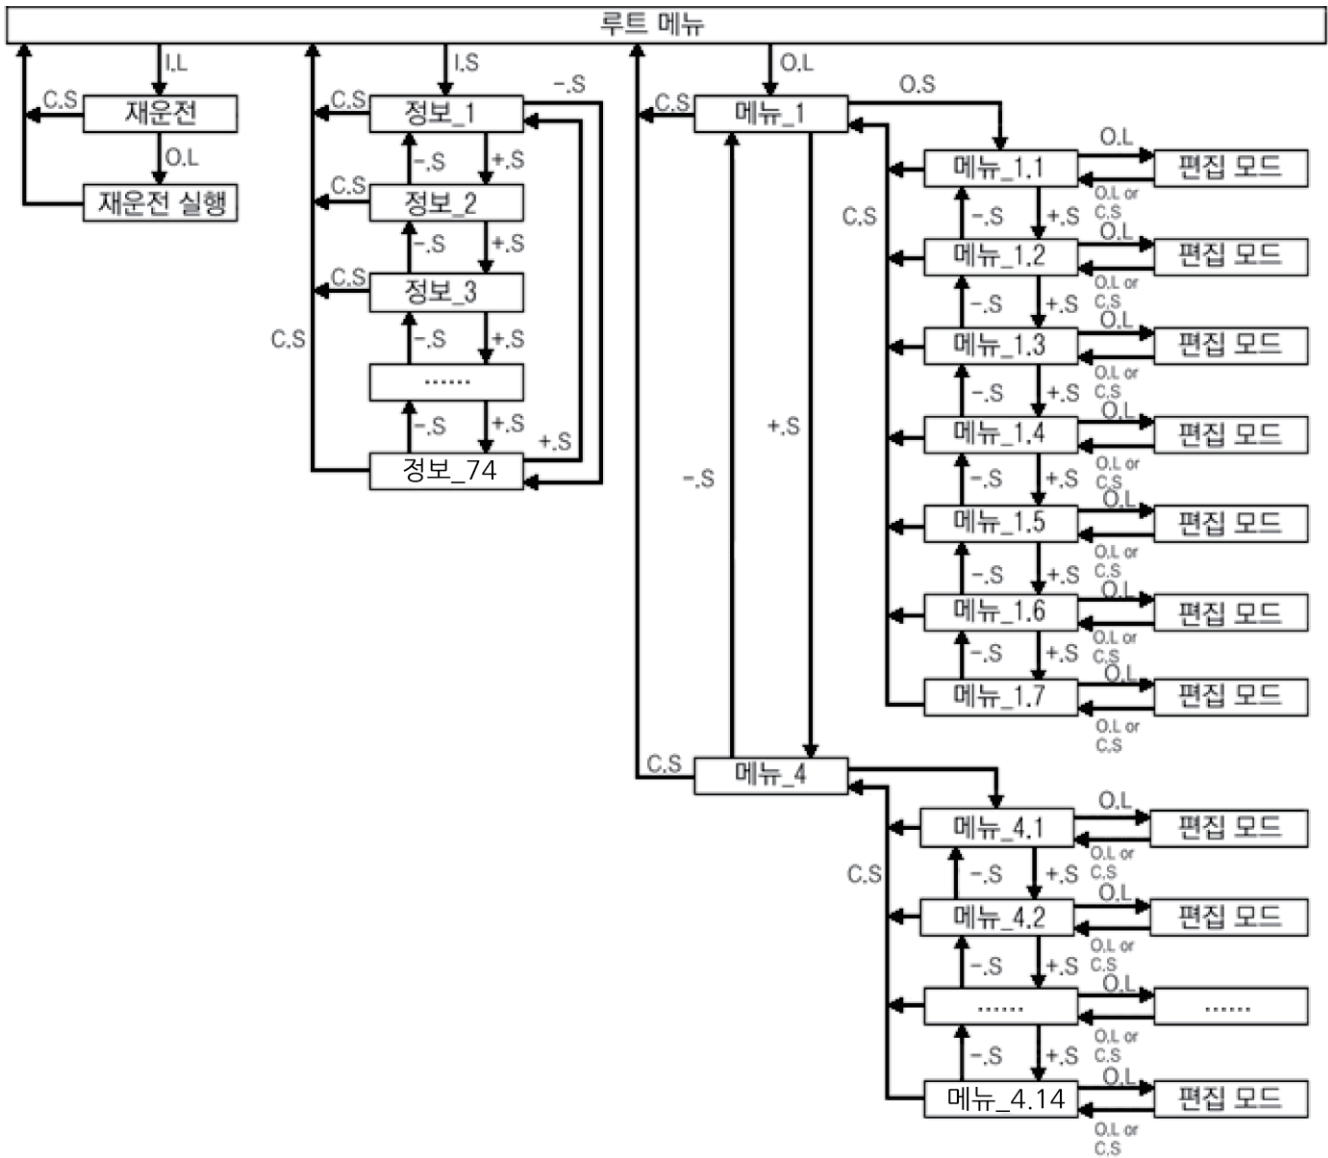 루트 메뉴
I.L
I.S
O.L
C.S
재운전
O.L
재운전 실행
C.S
정보_1
-.S
-.S
+.S
C.S
정보_2
-.S
+.S
C.S
정보_3
-.S
+.S
C.S
......
-.S
+.S
+.S
정보_74
C.S
메뉴_1
O.S
-.S
+.S
C.S
메뉴_4
C.S
메뉴_1.1
O.L
편집 모드
O.L or
C.S
-.S
+.S
메뉴_1.2
O.L
편집 모드
O.L or
C.S
-.S
+.S
메뉴_1.3
O.L
편집 모드
O.L or
C.S
-.S
+.S
메뉴_1.4
O.L
편집 모드
O.L or
C.S
-.S
+.S
메뉴_1.5
O.L
편집 모드
O.L or
C.S
-.S
+.S
메뉴_1.6
O.L
편집 모드
O.L or
C.S
-.S
+.S
메뉴_1.7
O.L
편집 모드
O.L or
C.S
C.S
메뉴_4.1
O.L
편집 모드
O.L or
C.S
-.S
+.S
메뉴_4.2
O.L
편집 모드
O.L or
C.S
-.S
+.S
......
O.L
......
O.L or
C.S
-.S
+.S
메뉴_4.14
O.L
편집 모드
O.L or
C.S